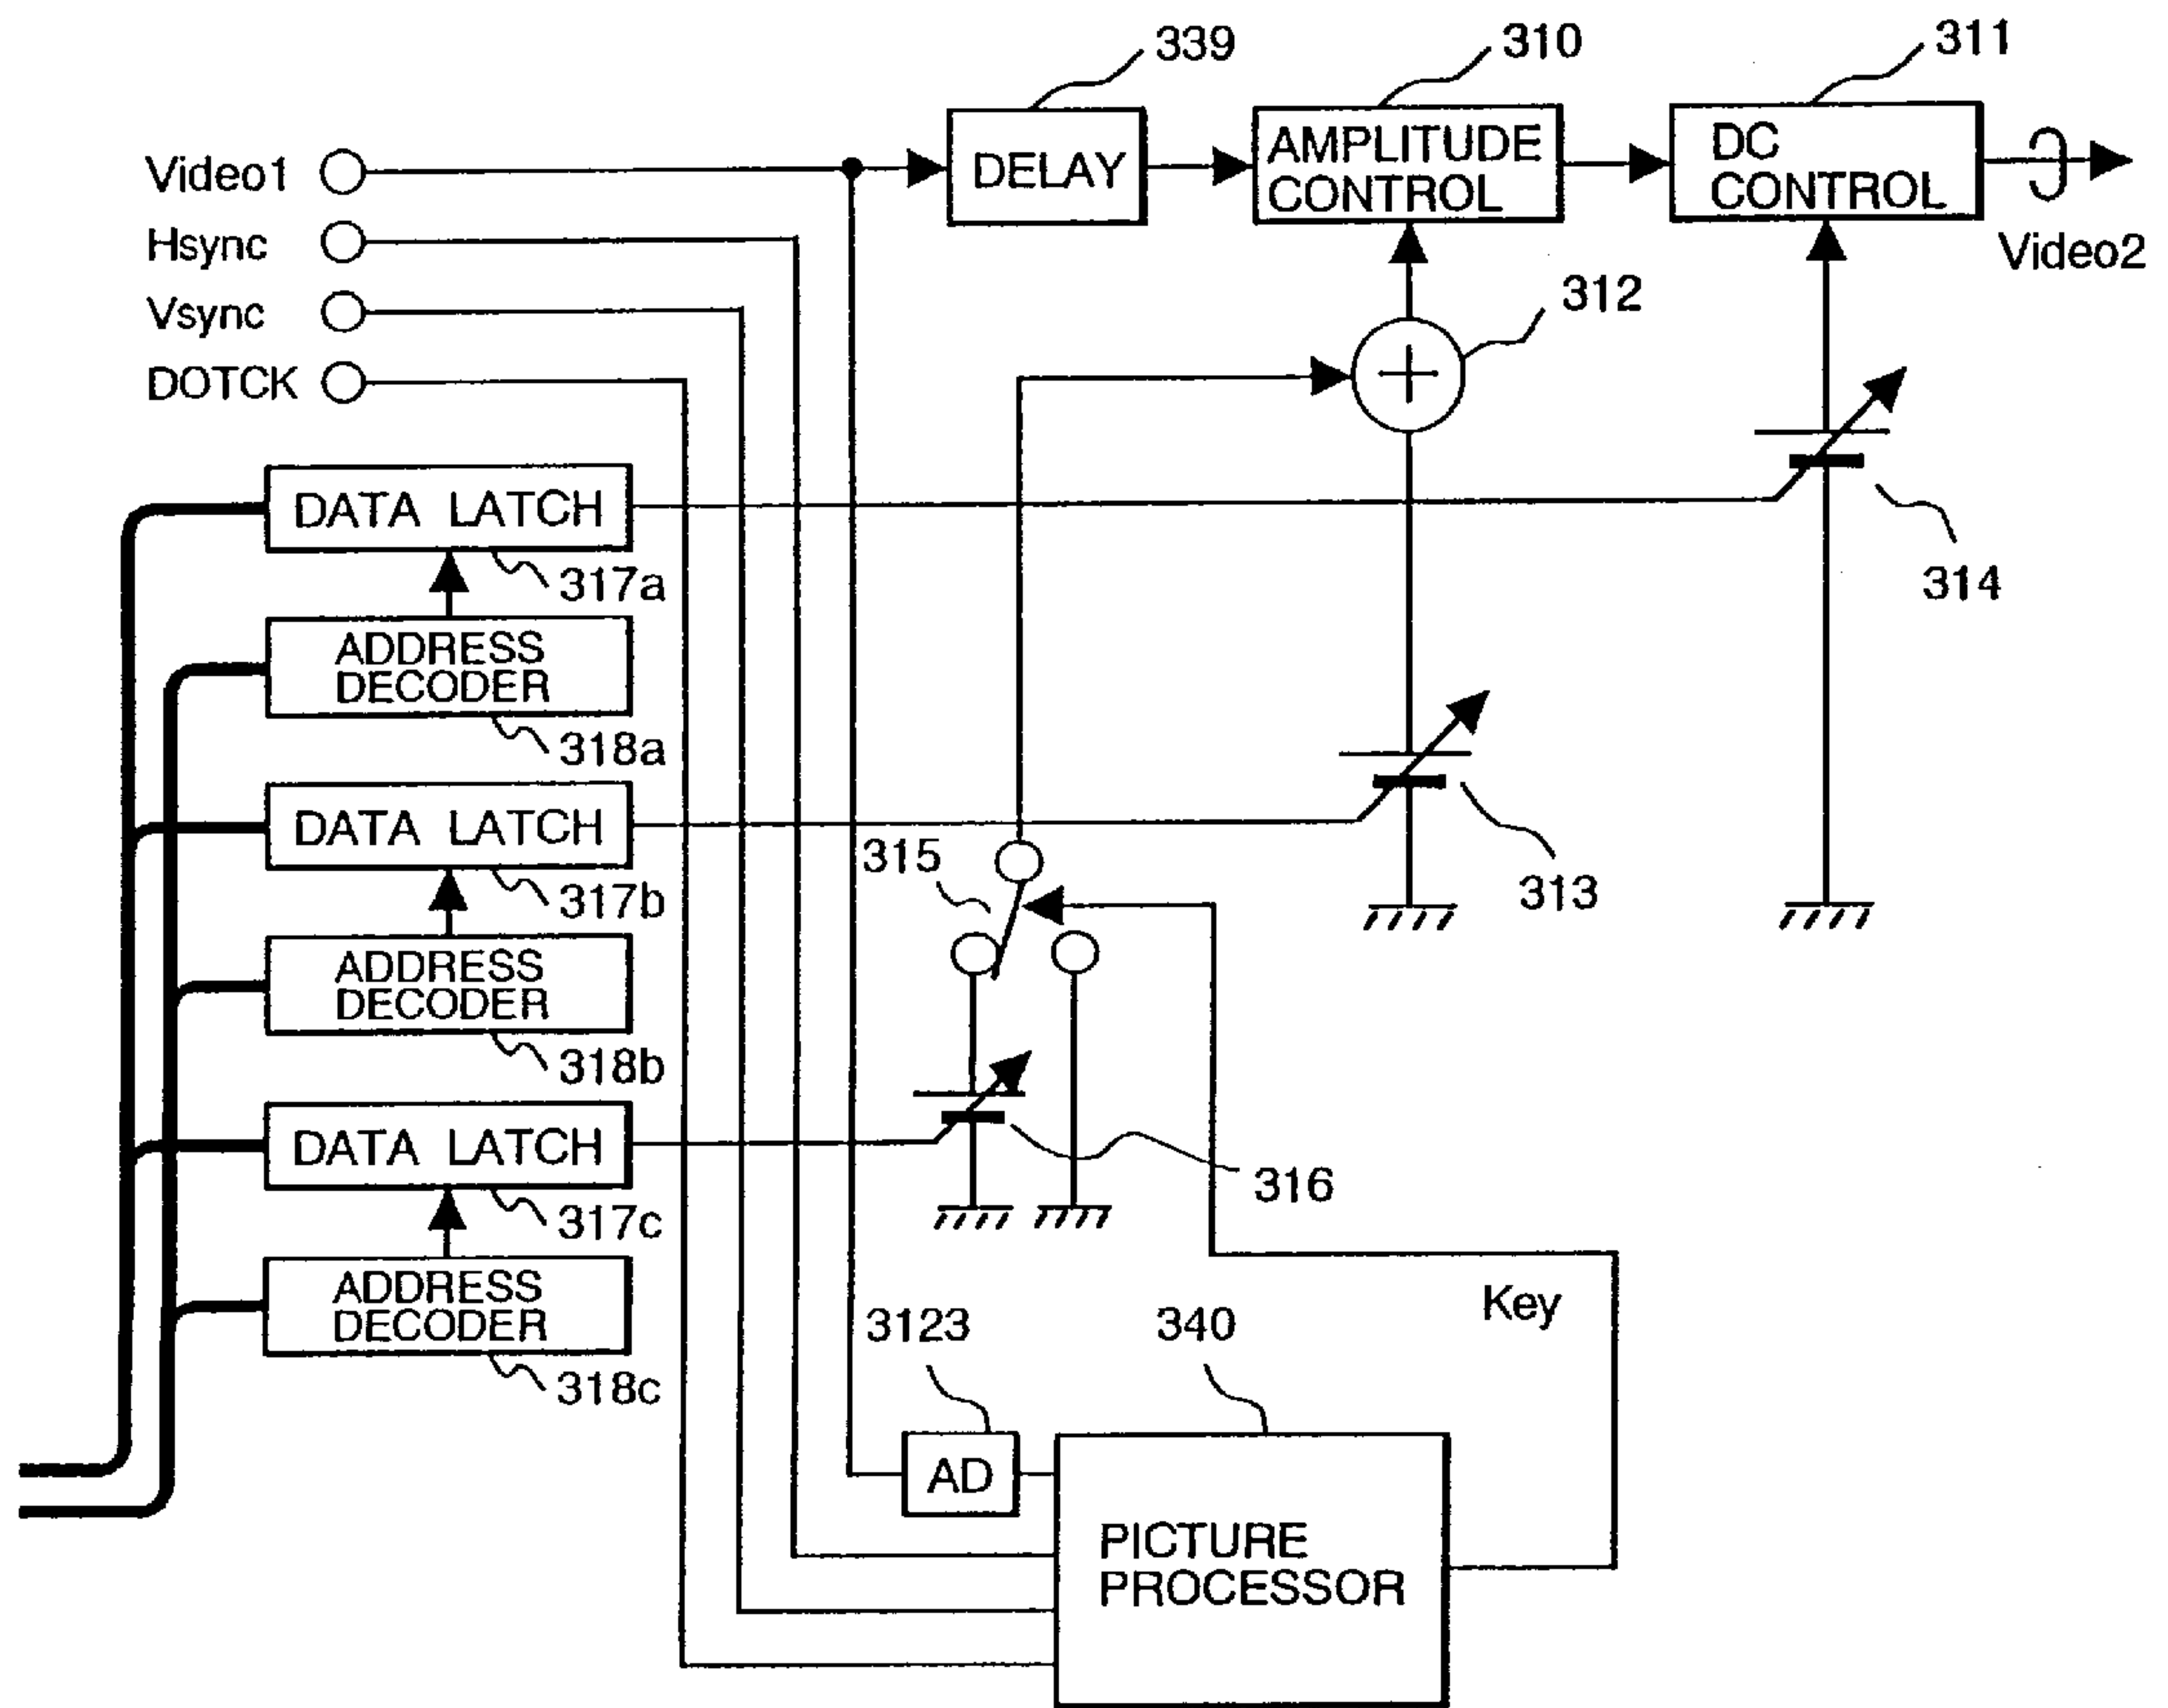 339
310
311
Video1
DELAY
AMPLITUDE
CONTROL
DC
CONTROL
Hsync
Video2
Vsync
312
DOTCK
DATA LATCH
317a
314
ADDRESS
DECODER
318a
DATA LATCH
315
317b
313
ADDRESS
DECODER
318b
DATA LATCH
316
317c
ADDRESS
DECODER
Key
3123
340
318c
AD
PICTURE
PROCESSOR